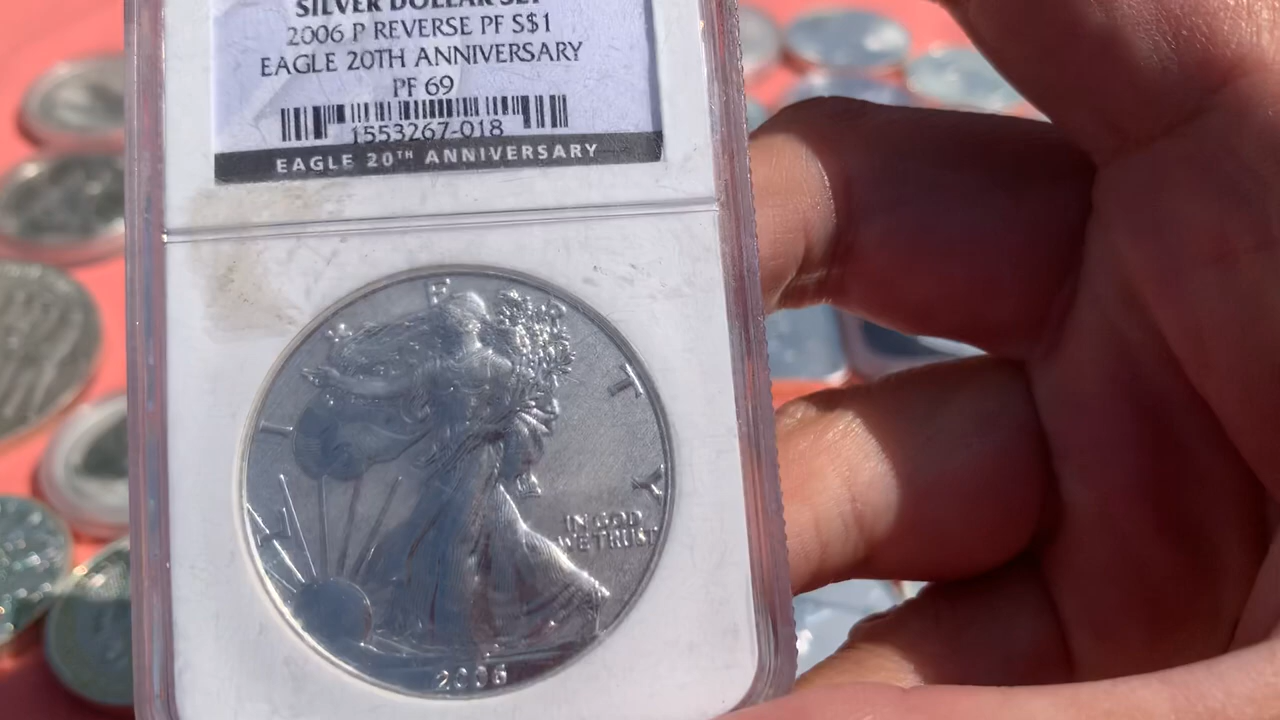 SILVER DOLLAR SET
2006 P REVERSE PF S$1
EAGLE 20TH ANNIVERSARY
PF 69
1553267-018
EAGLE 20TH ANNIVERSARY
L I B E R T Y
IN GOD
WE TRUST
2006